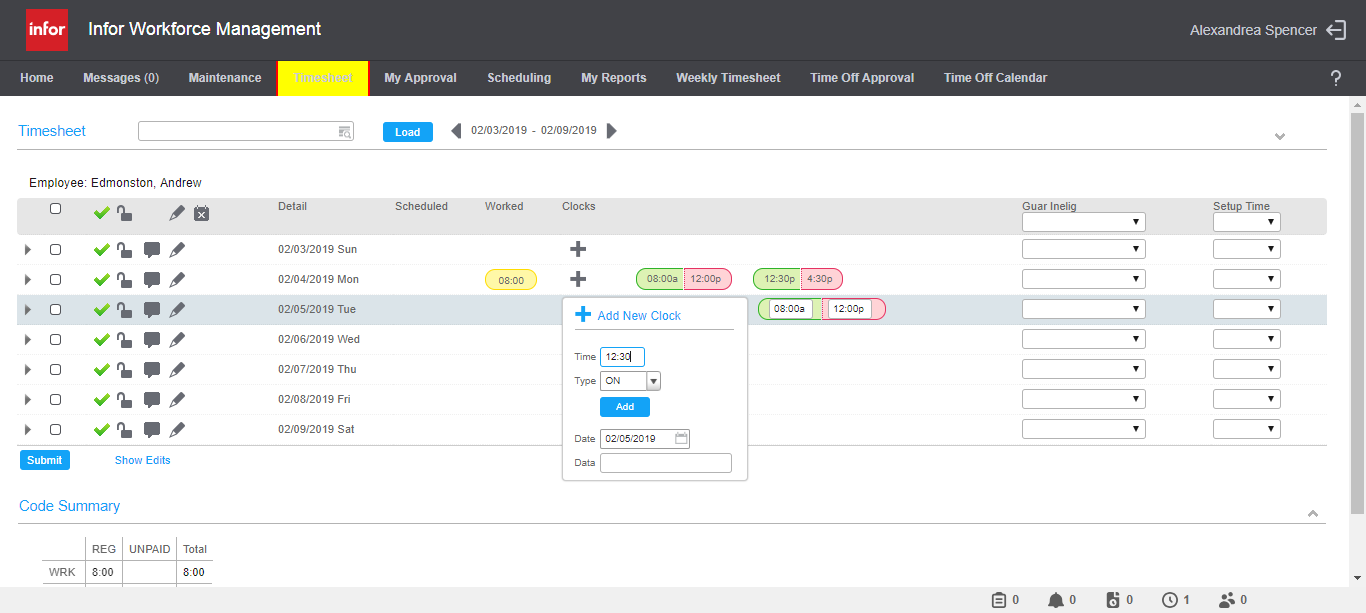 infor Infor Workforce Management Alexandrea Spencer
Home Messages (0) Maintenance Timesheet My Approval Scheduling My Reports Weekly Timesheet Time Off Approval Time Off Calendar ?
Timesheet Load 02/03/2019 - 02/09/2019
Employee: Edmonston, Andrew
Detail Scheduled Worked Clocks Guar Inelig Setup Time
02/03/2019 Sun
02/04/2019 Mon 08:00 08:00a 12:00p 12:30p 4:30p
02/05/2019 Tue 08:00a 12:00p
Add New Clock
02/06/2019 Wed
Time 12:30
02/07/2019 Thu
Type ON
02/08/2019 Fri
Add
02/09/2019 Sat
Date 02/05/2019
Submit Show Edits
Data
Code Summary
REG UNPAID Total
WRK 8:00 8:00
0 0 0 1 0